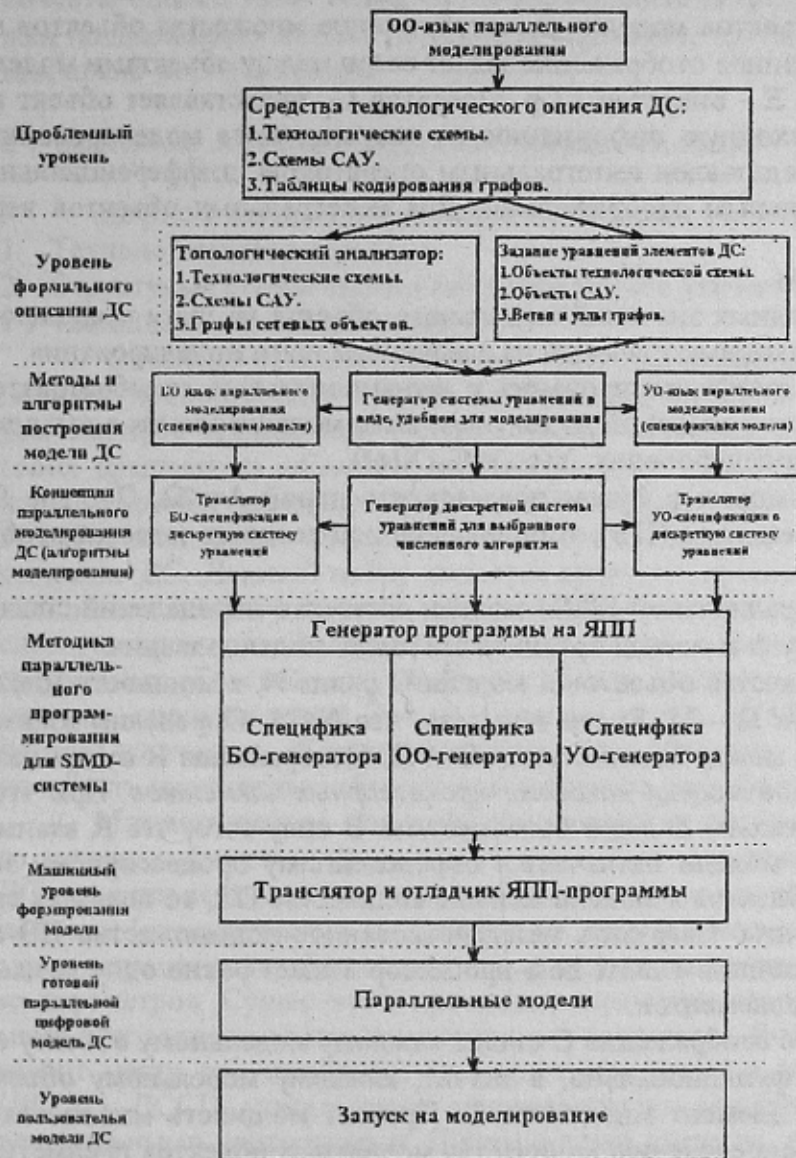 ОО-язык параллельного
моделирования
Проблемный
уровень
Средства технологического описания ДС:
1.Технологические схемы.
2.Схемы САУ.
3.Таблицы кодирования графов.
Уровень
формального
описания ДС
Топологический анализатор:
1.Технологические схемы.
2.Схемы САУ.
3.Графы сетевых объектов.
Задание уравнений элементов ДС:
1.Объекты технологической схемы.
2.Объекты САУ.
3.Ветви и узлы графов.
Методы и
алгоритмы
построения
модели ДС
БО-язык параллельного
моделирования
(спецификации модели)
Генератор системы уравнений в
виде, удобном для моделирования
УО-язык параллельного
моделирования
(спецификация модели)
Концепция
параллельного
моделирования
ДС (алгоритмы
моделирования)
Транслятор
БО-спецификации в
дискретную систему
уравнений
Генератор дискретной системы
уравнений для выбранного
численного алгоритма
Транслятор
УО-спецификации в
дискретную систему
уравнений
Методика
параллель-
ного
програм-
мирования
для SIMD-
системы
Генератор программы на ЯПП
Специфика
БО-генератора
Специфика
ОО-генератора
Специфика
УО-генератора
Машинный
уровень
формирования
модели
Транслятор и отладчик ЯПП-программы
Уровень
готовой
параллельной
цифровой
модель ДС
Параллельные модели
Уровень
пользователья
модели ДС
Запуск на моделирование